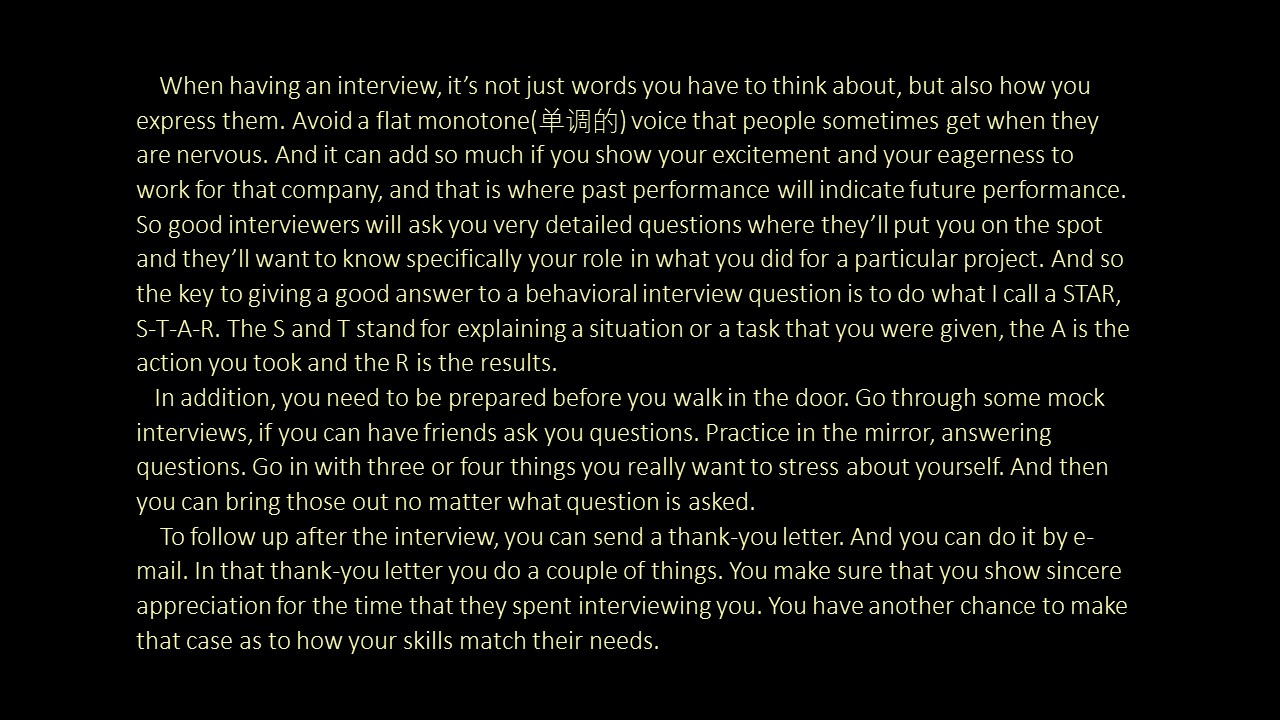 When having an interview, it’s not just words you have to think about, but also how you
express them. Avoid a flat monotone(单调的) voice that people sometimes get when they
are nervous. And it can add so much if you show your excitement and your eagerness to
work for that company, and that is where past performance will indicate future performance.
So good interviewers will ask you very detailed questions where they’ll put you on the spot
and they’ll want to know specifically your role in what you did for a particular project. And so
the key to giving a good answer to a behavioral interview question is to do what I call a STAR,
S-T-A-R. The S and T stand for explaining a situation or a task that you were given, the A is the
action you took and the R is the results.
In addition, you need to be prepared before you walk in the door. Go through some mock
interviews, if you can have friends ask you questions. Practice in the mirror, answering
questions. Go in with three or four things you really want to stress about yourself. And then
you can bring those out no matter what question is asked.
To follow up after the interview, you can send a thank-you letter. And you can do it by e-
mail. In that thank-you letter you do a couple of things. You make sure that you show sincere
appreciation for the time that they spent interviewing you. You have another chance to make
that case as to how your skills match their needs.